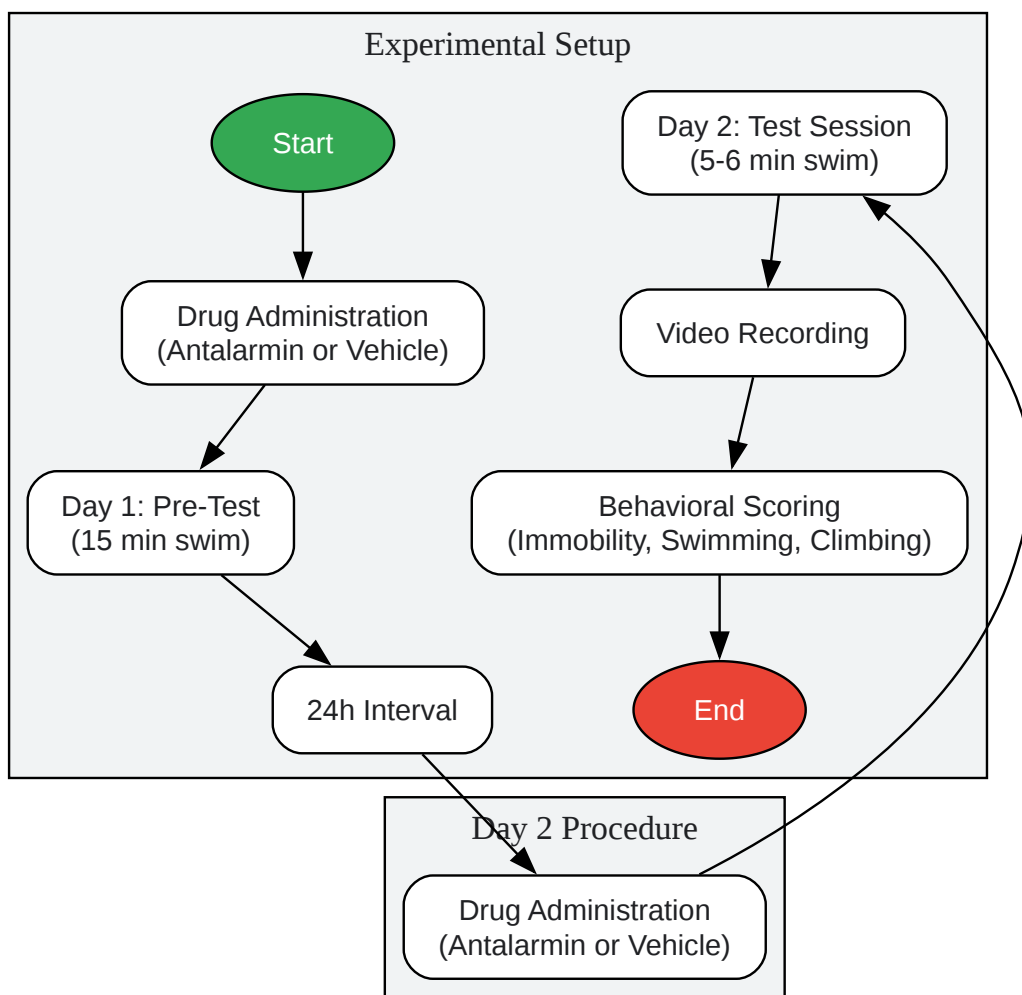 Experimental Setup
Start
Drug Administration
(Antalarmin or Vehicle)
Day 1: Pre-Test
(15 min swim)
24h Interval
Day 2 Procedure
Drug Administration
(Antalarmin or Vehicle)
Day 2: Test Session
(5-6 min swim)
Video Recording
Behavioral Scoring
(Immobility, Swimming, Climbing)
End